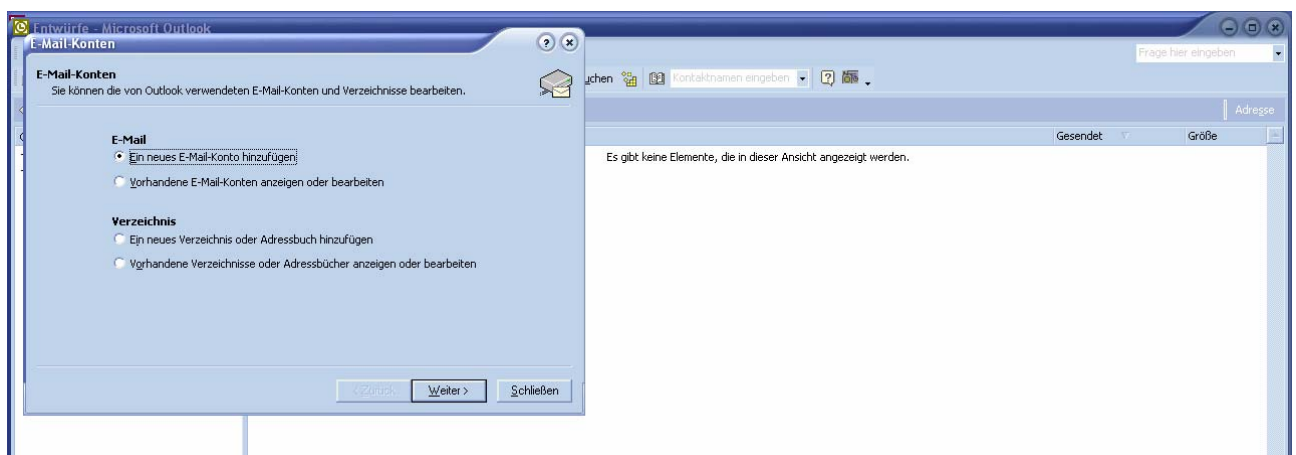 Entwürfe - Microsoft Outlook
E-Mail-Konten
Frage hier eingeben
E-Mail-Konten
Sie können die von Outlook verwendeten E-Mail-Konten und Verzeichnisse bearbeiten.
Kontaktnamen eingeben
Adresse
Gesendet
Größe
E-Mail
Ein neues E-Mail-Konto hinzufügen
Es gibt keine Elemente, die in dieser Ansicht angezeigt werden.
Vorhandene E-Mail-Konten anzeigen oder bearbeiten
Verzeichnis
Ein neues Verzeichnis oder Adressbuch hinzufügen
Vorhandene Verzeichnisse oder Adressbücher anzeigen oder bearbeiten
< Zurück
Weiter >
Schließen